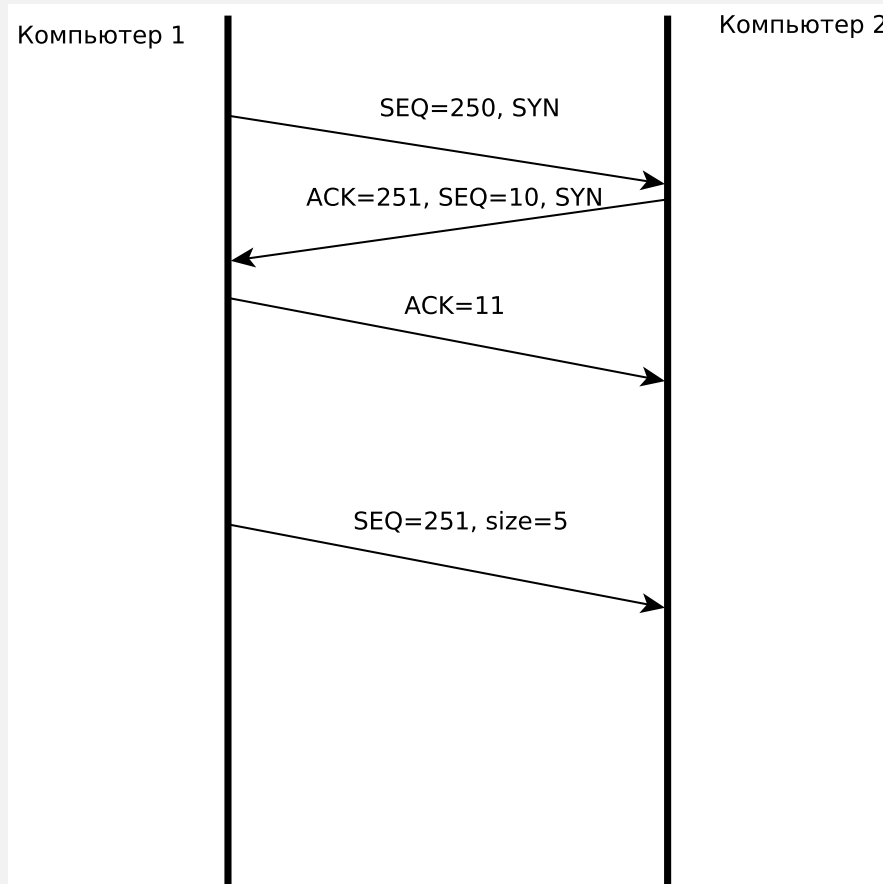 Компьютер 1
Компьютер 2
SEQ=250, SYN
ACK=251, SEQ=10, SYN
ACK=11
SEQ=251, size=5